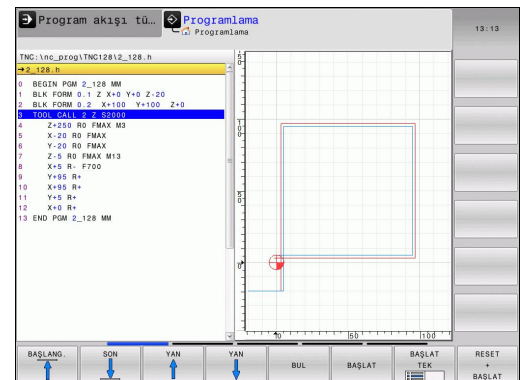 Program akışı tü...
Programlama
Programlama
13:13
TNC:\nc_prog\TNC128\2_128.h
→2_128.h
0 BEGIN PGM 2_128 MM
1 BLK FORM 0.1 Z X+0 Y+0 Z-20
2 BLK FORM 0.2 X+100 Y+100 Z+0
3 TOOL CALL 2 Z S2000
4 Z+250 R0 FMAX M3
5 X-20 R0 FMAX
6 Y-20 R0 FMAX
7 Z-5 R0 FMAX M13
8 X+5 R- F700
9 Y+95 R+
10 X+95 R+
11 Y+5 R+
12 X+0 R+
13 END PGM 2_128 MM
100
50
0
50
100
BAŞLANG.
SON
YAN
YAN
BUL
BAŞLAT
BAŞLAT
TEK
RESET
+
BAŞLAT